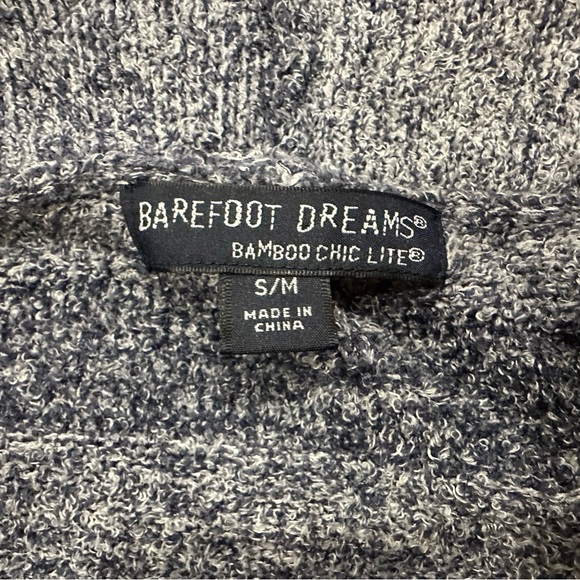 BAREFOOT DREAMS®
BAMBOO CHIC LITE®
S/M
MADE IN
CHINA